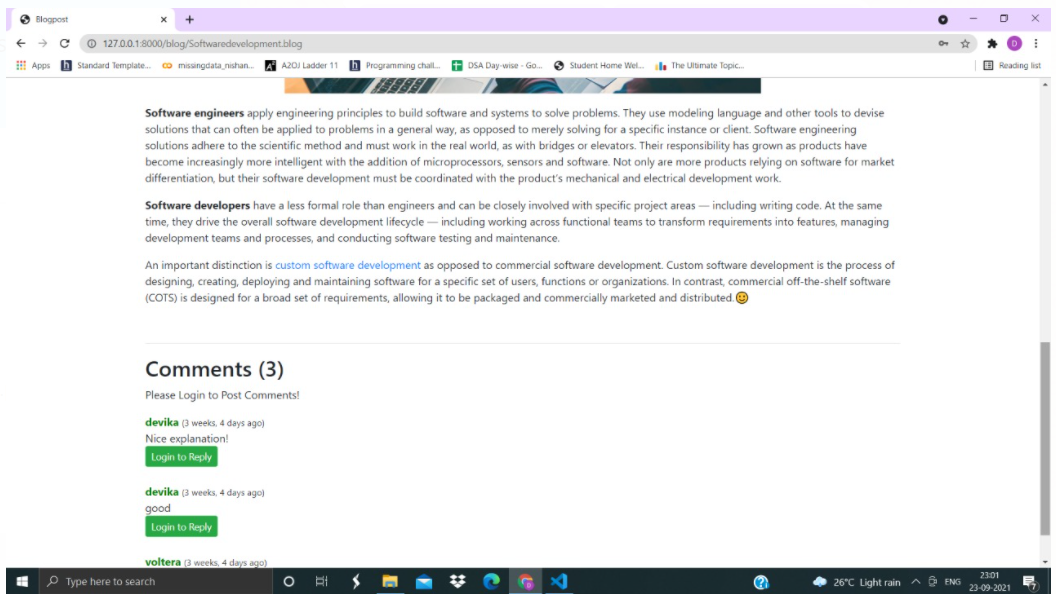 Blogpost
127.0.0.1:8000/blog/Softwaredevelopment.blog
D
Apps
Standard Template...
missingdata_nishan...
A2OJ Ladder 11
Programming chall...
DSA Day-wise - Go...
Student Home Wel...
The Ultimate Topic...
Reading list
Software engineers apply engineering principles to build software and systems to solve problems. They use modeling language and other tools to devise
solutions that can often be applied to problems in a general way, as opposed to merely solving for a specific instance or client. Software engineering
solutions adhere to the scientific method and must work in the real world, as with bridges or elevators. Their responsibility has grown as products have
become increasingly more intelligent with the addition of microprocessors, sensors and software. Not only are more products relying on software for market
differentiation, but their software development must be coordinated with the product's mechanical and electrical development work.
Software developers have a less formal role than engineers and can be closely involved with specific project areas — including writing code. At the same
time, they drive the overall software development lifecycle — including working across functional teams to transform requirements into features, managing
development teams and processes, and conducting software testing and maintenance.
An important distinction is custom software development as opposed to commercial software development. Custom software development is the process of
designing, creating, deploying and maintaining software for a specific set of users, functions or organizations. In contrast, commercial off-the-shelf software
(COTS) is designed for a broad set of requirements, allowing it to be packaged and commercially marketed and distributed.
Comments (3)
Please Login to Post Comments!
devika (3 weeks, 4 days ago)
Nice explanation!
Login to Reply
devika (3 weeks, 4 days ago)
good
Login to Reply
voltera (3 weeks, 4 days ago)
Type here to search
26°C Light rain
ENG
23:01
23-09-2021
7